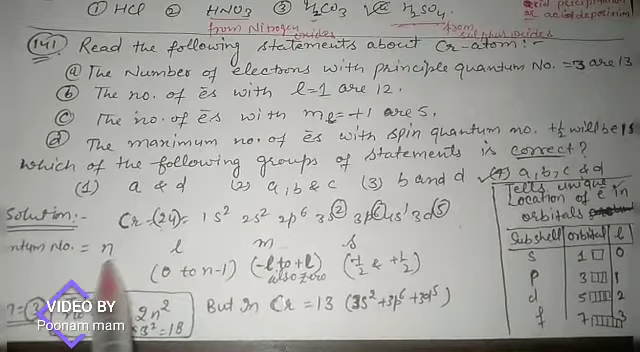 ① HCl ② HNO3 ③ H2CO3 H2SO4
from Nitrogen oxides from sulphur oxides
acid deposition
141. Read the following statements about Cr-atom:-
ⓐ The Number of electrons with principle quantum No. =3 are 13
ⓑ The no. of ēs with l=1 are 12.
ⓒ The no. of ēs with ml=+1 are 5.
ⓓ The maximum no. of ēs with spin quantum no. +½ will be 15
Which of the following groups of statements is correct?
(1) a & d (2) a, b & c (3) b and d (4) a, b, c & d
Solution:- Cr-(24)= 1s² 2s² 2p⁶ 3s² 3p⁶ 4s¹ 3d⁵
ntum No. = n l m s
(0 to n-1) (-l to +l) (-½ & +½)
also zero
2n²
3²=18
But In Cr = 13 (3s²+3p⁶+3d⁵)
Tells unique
Location of ē in
orbitals
Subshell orbital l
s 1 0
p 3 1
d 5 2
f 7 3
VIDEO BY
Poonam mam